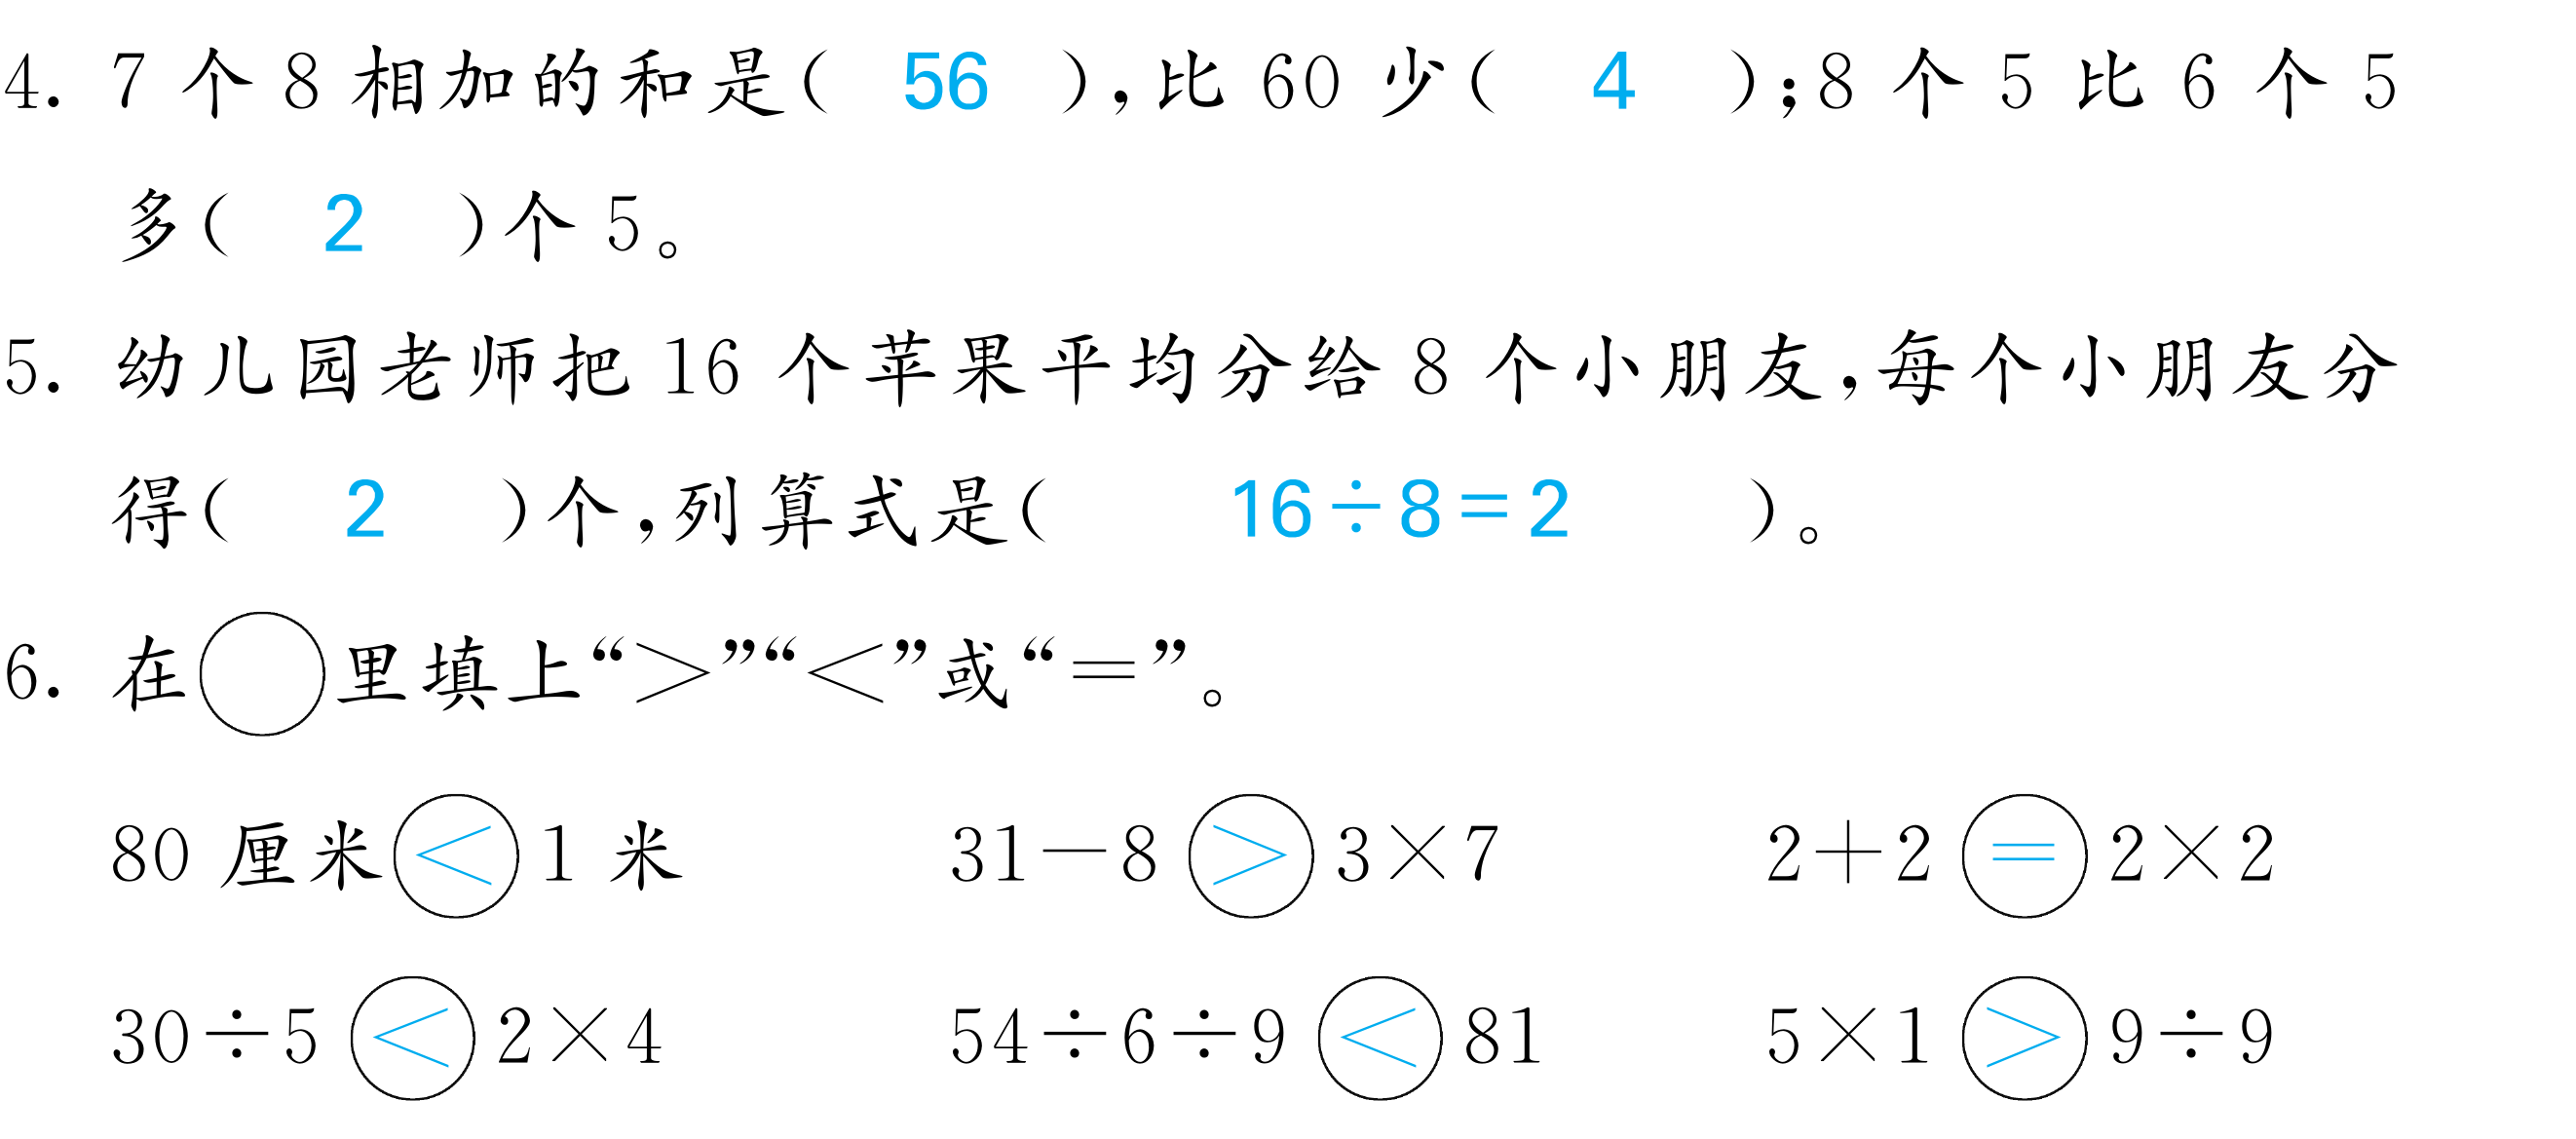 4. 7 个 8 相加的和是( 56 ),比 60 少( 4 );8 个 5 比 6 个 5
多( 2 )个 5。
5. 幼儿园老师把 16 个苹果平均分给 8 个小朋友,每个小朋友分
得( 2 )个,列算式是( 16÷8=2 )。
6. 在○里填上“>”“<”或“=”。
80 厘米<1 米 31-8>3×7 2+2=2×2
30÷5<2×4 54÷6÷9<81 5×1>9÷9